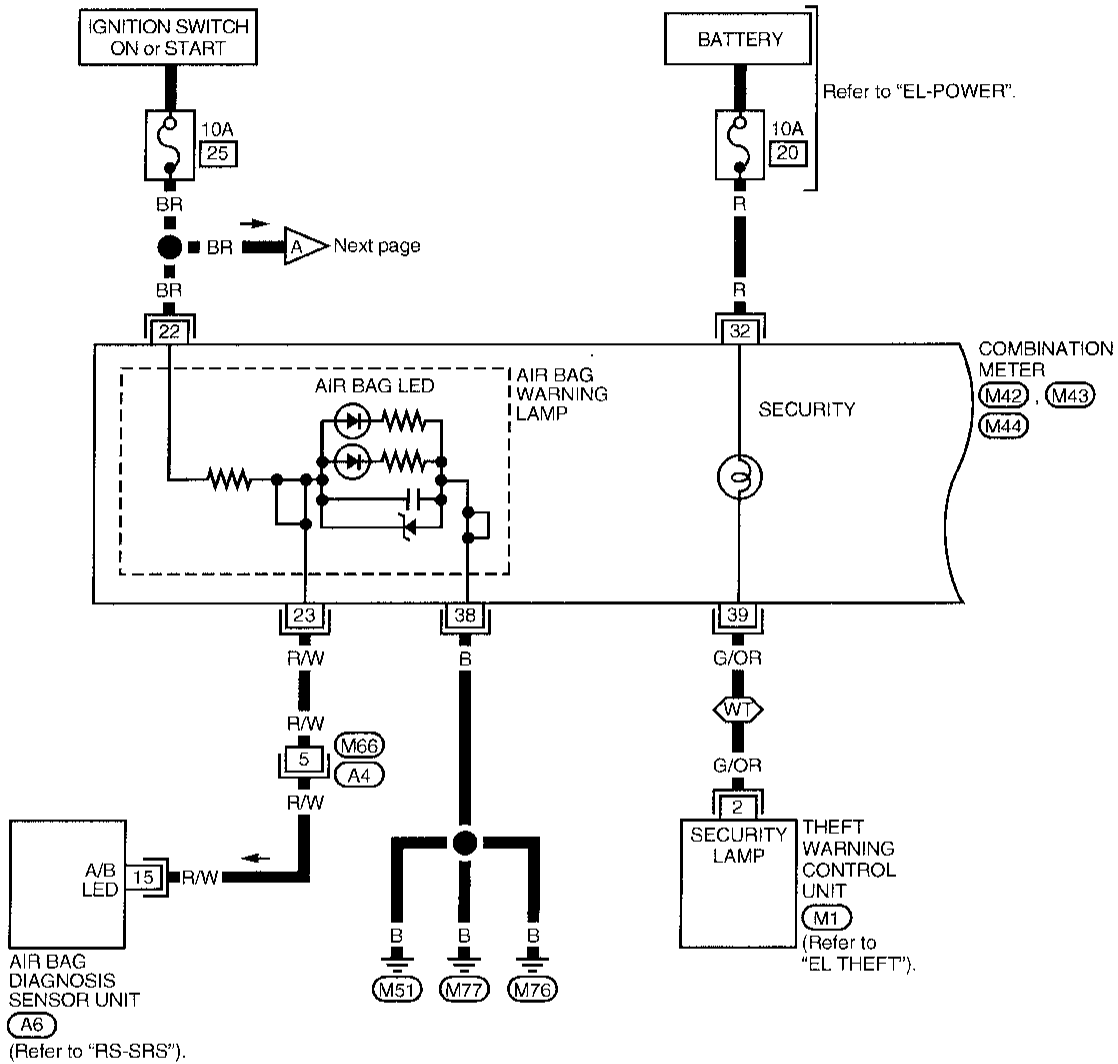 IGNITION SWITCH
ON or START
BATTERY
Refer to "EL-POWER".
10A
25
10A
20
BR
R
BR
A
Next page
BR
R
22
32
COMBINATION
METER
M42 , M43
M44
AIR BAG LED
AIR BAG
WARNING
LAMP
SECURITY
23
38
39
R/W
B
G/OR
WT
R/W
M66
5
A4
G/OR
R/W
2
SECURITY
LAMP
THEFT
WARNING
CONTROL
UNIT
M1
(Refer to
"EL THEFT").
A/B
LED
15
R/W
B
B
B
M51
M77
M76
AIR BAG
DIAGNOSIS
SENSOR UNIT
A6
(Refer to "RS-SRS").